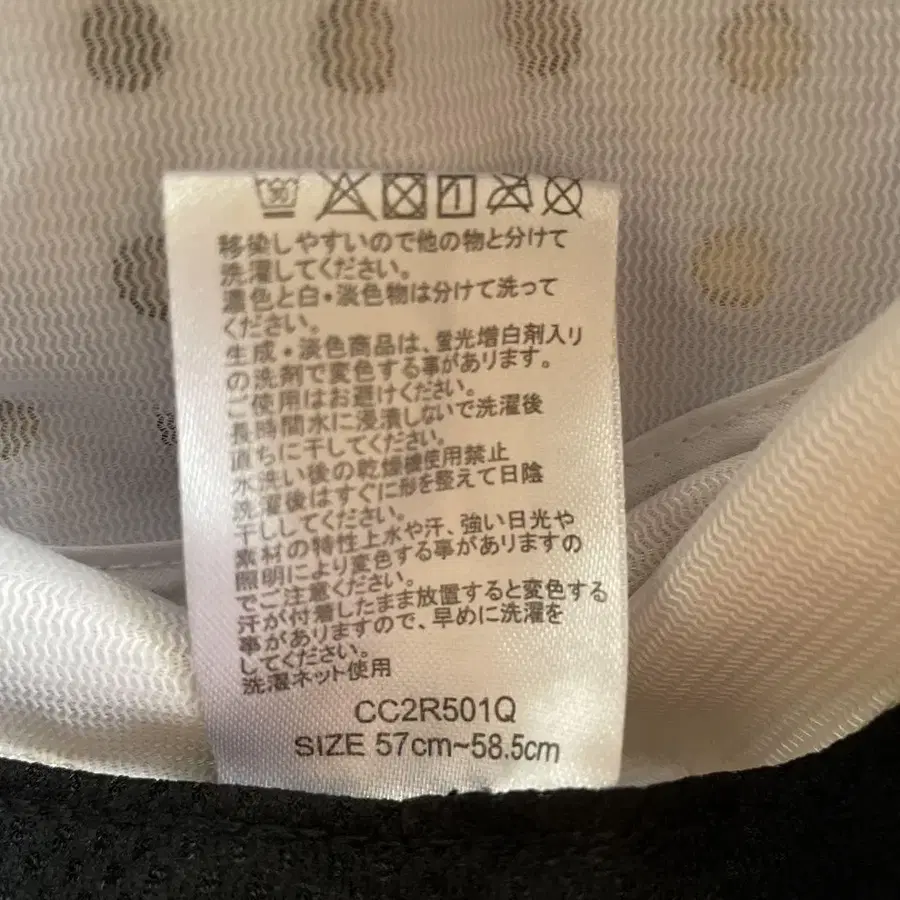 移染しやすいので他の物と分けて
洗濯してください。
濃色と白・淡色物は分けて洗って
ください。
生成・淡色商品は、蛍光増白剤入り
の洗剤で変色する事があります。
ご使用はお避けください。
長時間水に浸漬しないで洗濯後
直ちに干してください。
水洗い後の乾燥機使用禁止
洗濯後はすぐに形を整えて日陰
干ししてください。
素材の特性上水や汗、強い日光や
照明により変色する事がありますの
でご注意ください。
汗が付着したまま放置すると変色する
事がありますので、早めに洗濯を
してください。
洗濯ネット使用
CC2R501Q
SIZE 57cm~58.5cm